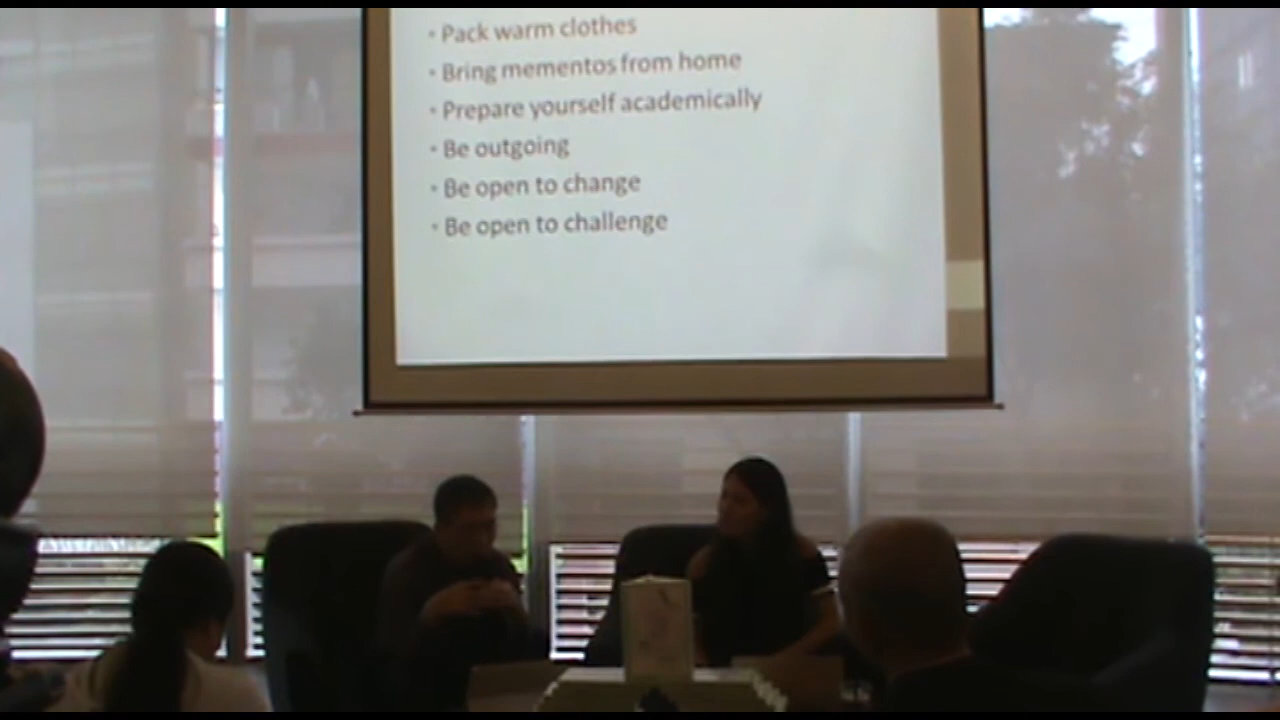 • Pack warm clothes
• Bring mementos from home
• Prepare yourself academically
• Be outgoing
• Be open to change
• Be open to challenge